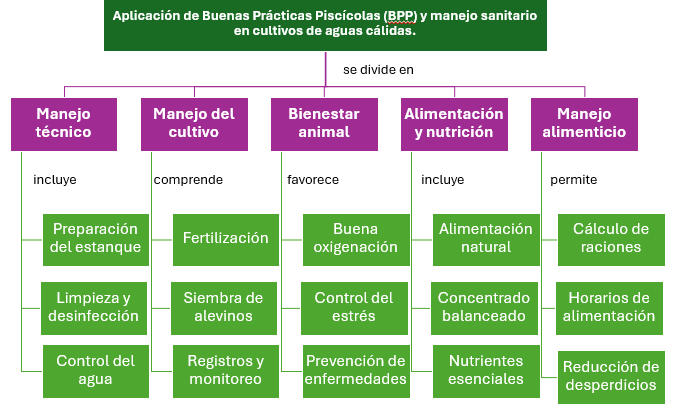 Aplicación de Buenas Prácticas Piscícolas (BPP) y manejo sanitario
en cultivos de aguas cálidas.
se divide en
Manejo
técnico
Manejo del
cultivo
Bienestar
animal
Alimentación
y nutrición
Manejo
alimenticio
incluye
comprende
favorece
incluye
permite
Preparación
del estanque
Fertilización
Buena
oxigenación
Alimentación
natural
Cálculo de
raciones
Limpieza y
desinfección
Siembra de
alevinos
Control del
estrés
Concentrado
balanceado
Horarios de
alimentación
Control del
agua
Registros y
monitoreo
Prevención de
enfermedades
Nutrientes
esenciales
Reducción de
desperdicios